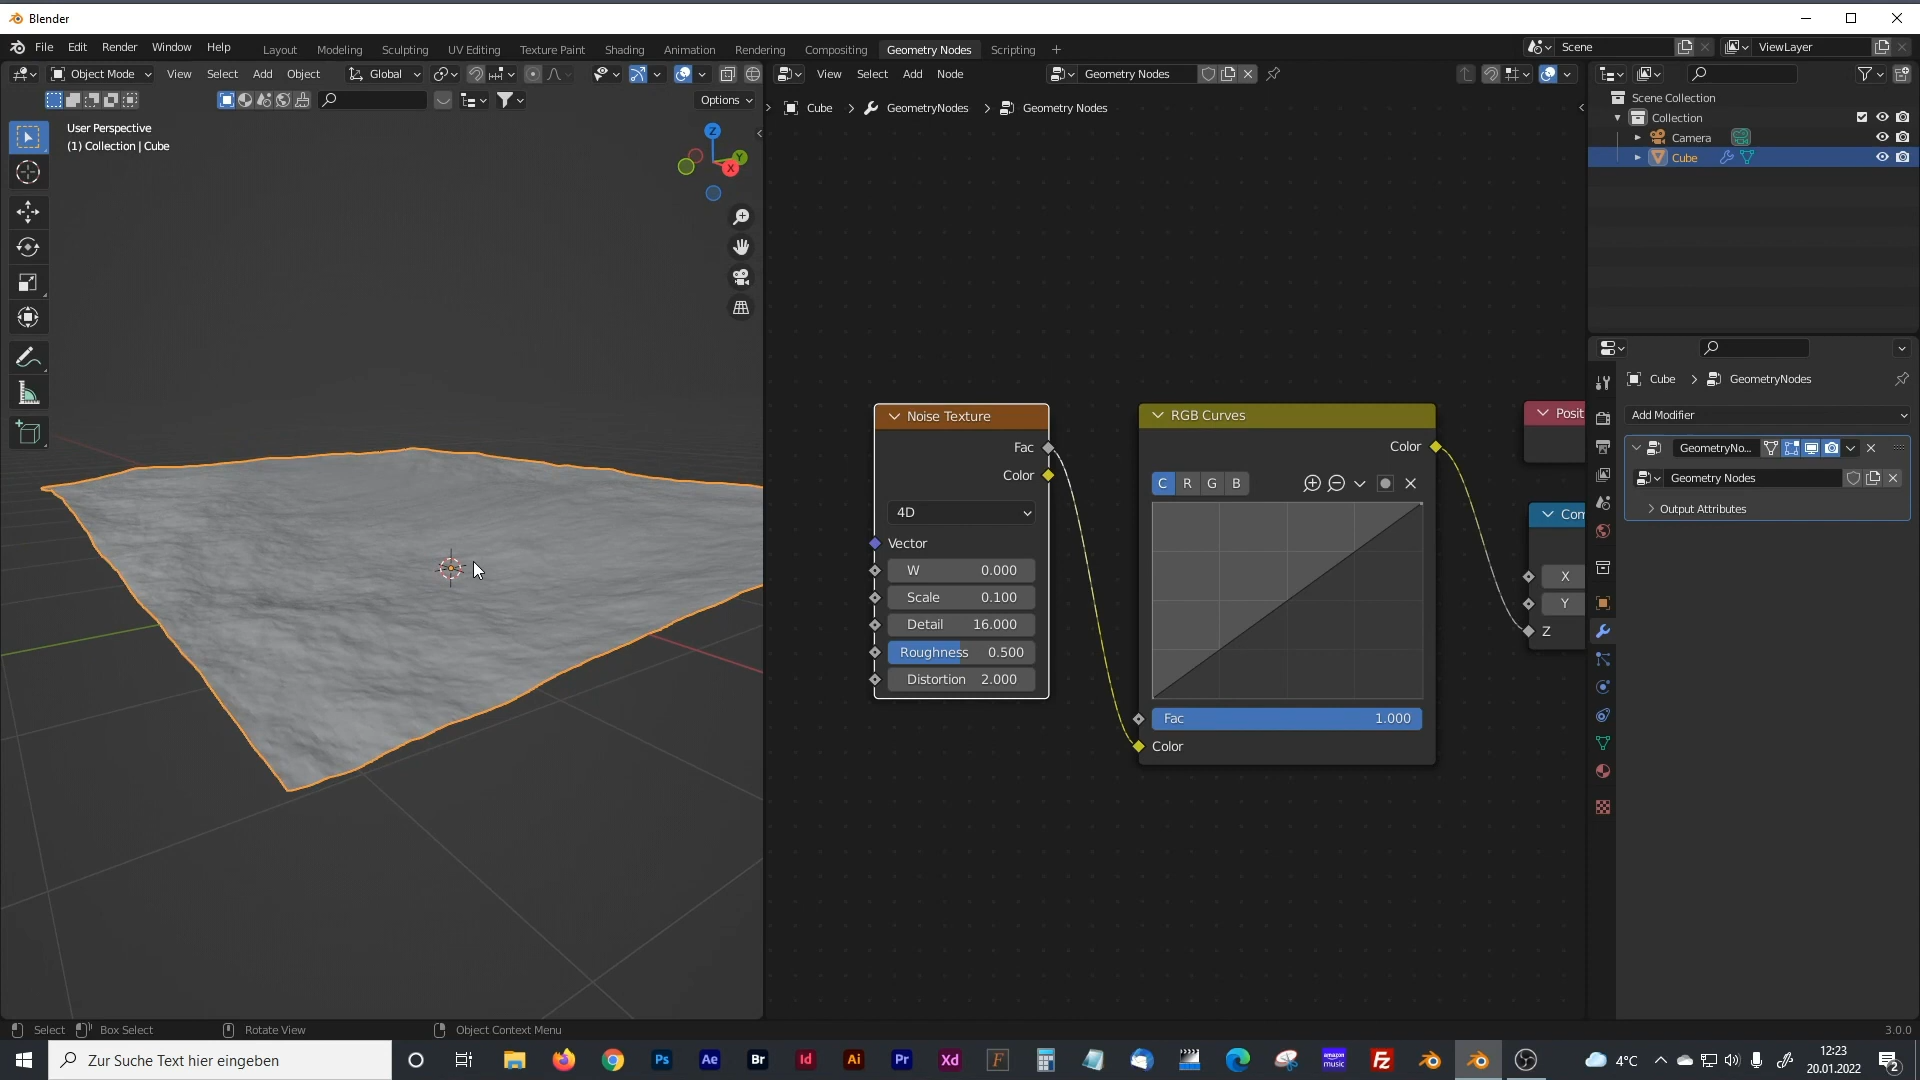 Blender
File Edit Render Window Help
Layout Modeling Sculpting UV Editing Texture Paint Shading Animation Rendering Compositing Geometry Nodes Scripting +
Scene
ViewLayer
Object Mode View Select Add Object Global
View Select Add Node Geometry Nodes
Options
Cube > GeometryNodes > Geometry Nodes
User Perspective
(1) Collection | Cube
Z
Y
X
Scene Collection
Collection
Camera
Cube
Cube > GeometryNodes
Add Modifier
GeometryNo...
Geometry Nodes
Output Attributes
Noise Texture
Fac
Color
4D
Vector
W 0.000
Scale 0.100
Detail 16.000
Roughness 0.500
Distortion 2.000
RGB Curves
Color
C R G B
Fac 1.000
Color
Posit
Com
X
Y
Z
Select Box Select Rotate View Object Context Menu
3.0.0
Zur Suche Text hier eingeben
Ps Ae Br Id Ai Pr Xd F
amazon music
Fz
4°C
12:23
20.01.2022
2